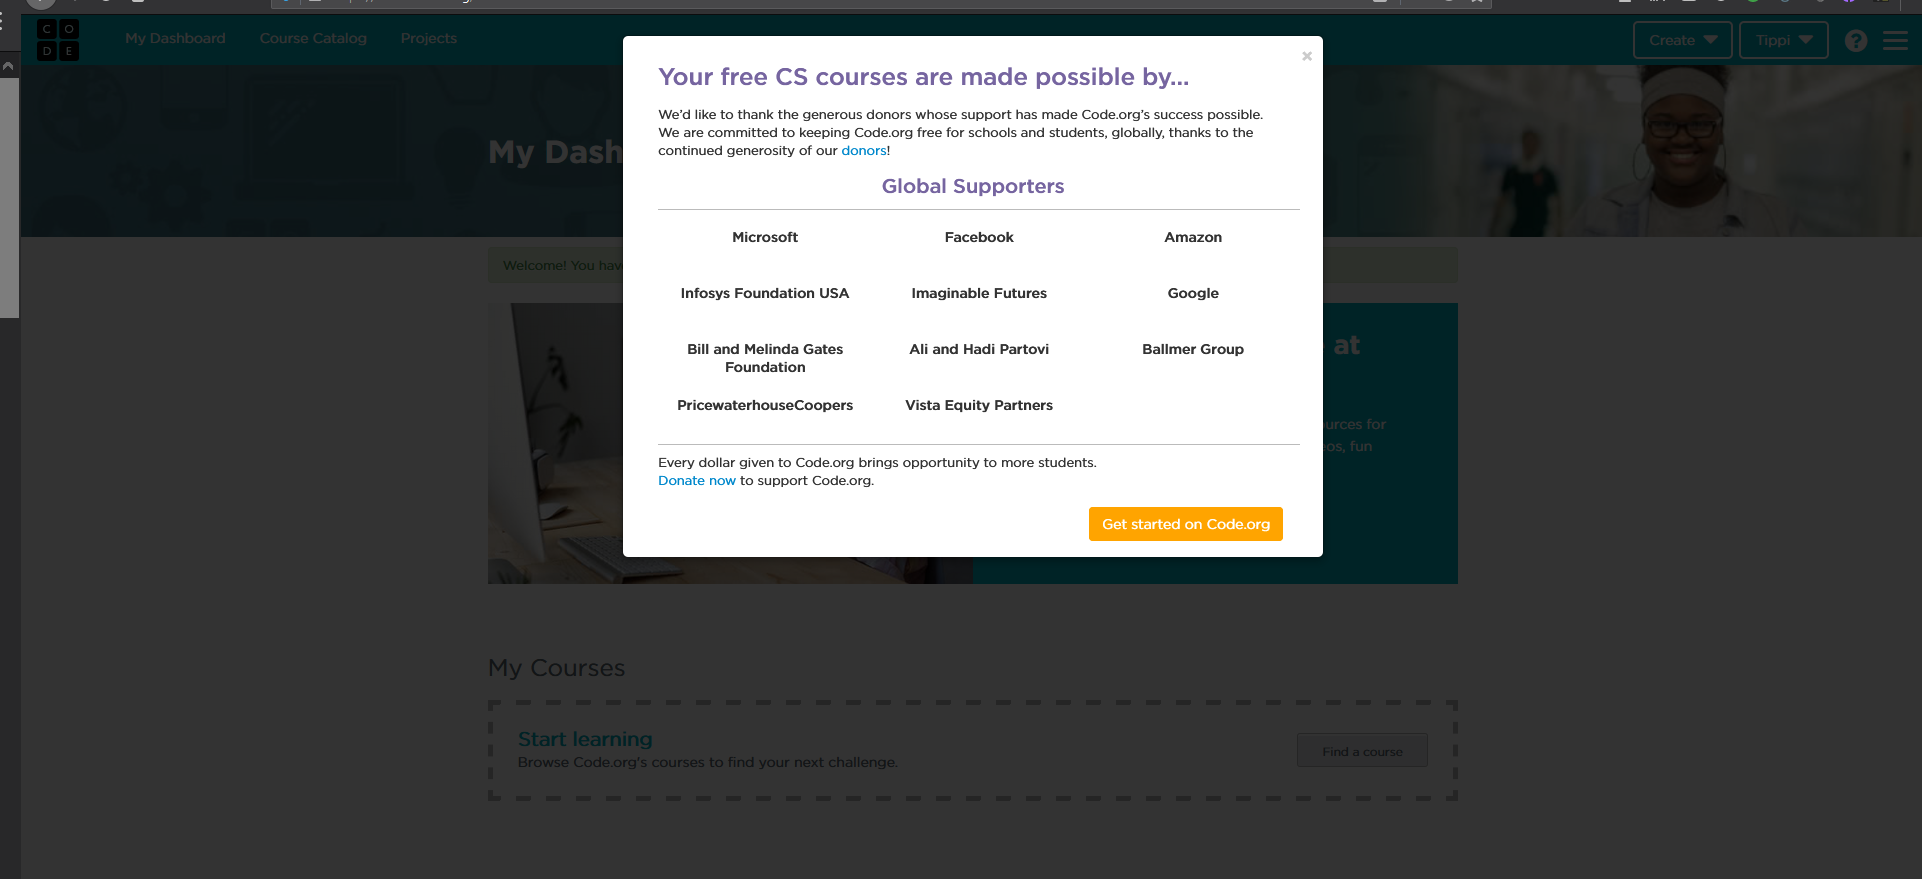 C O
D E
My Dashboard
Course Catalog
Projects
Create
Tippi
?
My Dash
Welcome! You have
at
urces for
os, fun
×
Your free CS courses are made possible by...
We’d like to thank the generous donors whose support has made Code.org’s success possible.
We are committed to keeping Code.org free for schools and students, globally, thanks to the
continued generosity of our donors!
Global Supporters
Microsoft
Facebook
Amazon
Infosys Foundation USA
Imaginable Futures
Google
Bill and Melinda Gates
Foundation
Ali and Hadi Partovi
Ballmer Group
PricewaterhouseCoopers
Vista Equity Partners
Every dollar given to Code.org brings opportunity to more students.
Donate now to support Code.org.
Get started on Code.org
My Courses
Start learning
Browse Code.org's courses to find your next challenge.
Find a course